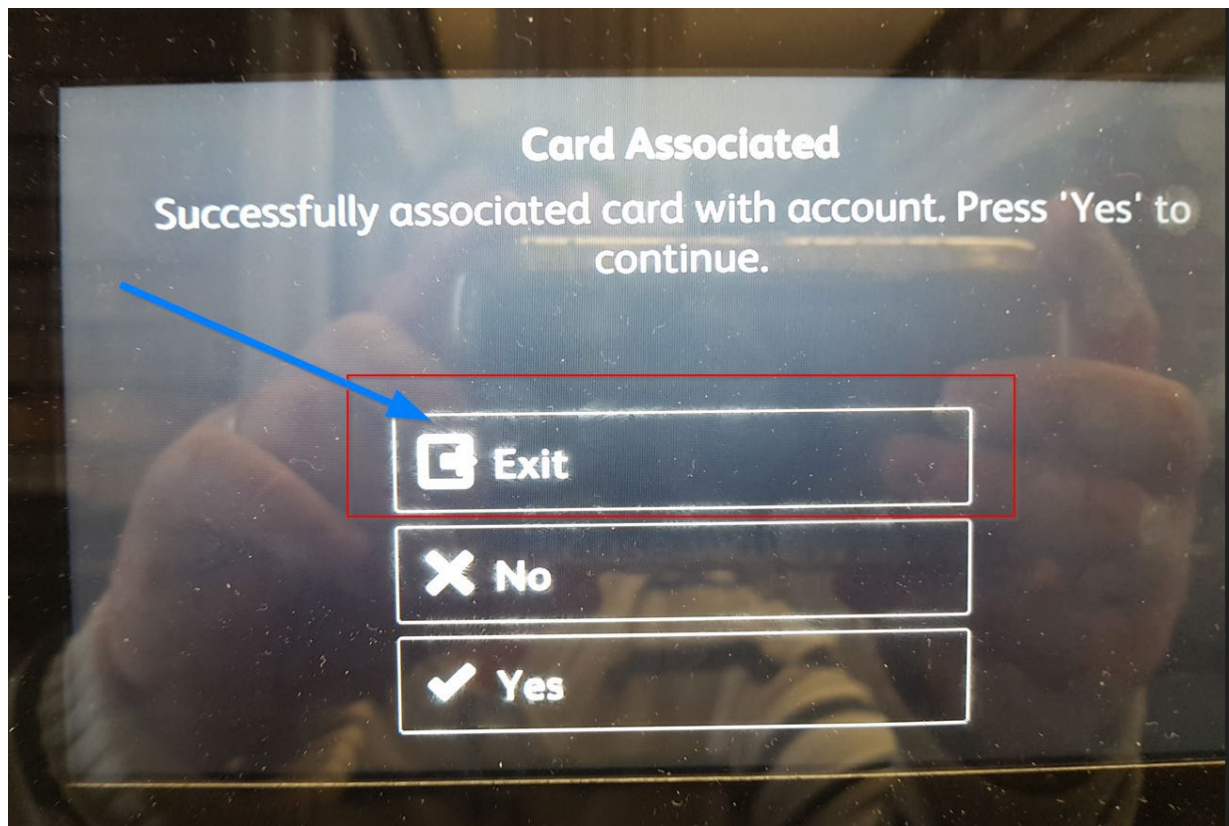 Card Associated
Successfully associated card with account. Press 'Yes' to
continue.
Exit
No
Yes